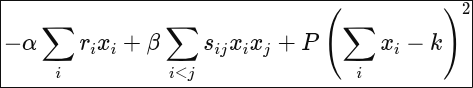 $-\alpha \sum_{i} r_i x_i + \beta \sum_{i<j} s_{ij} x_i x_j + P \left( \sum_{i} x_i - k \right)^2$